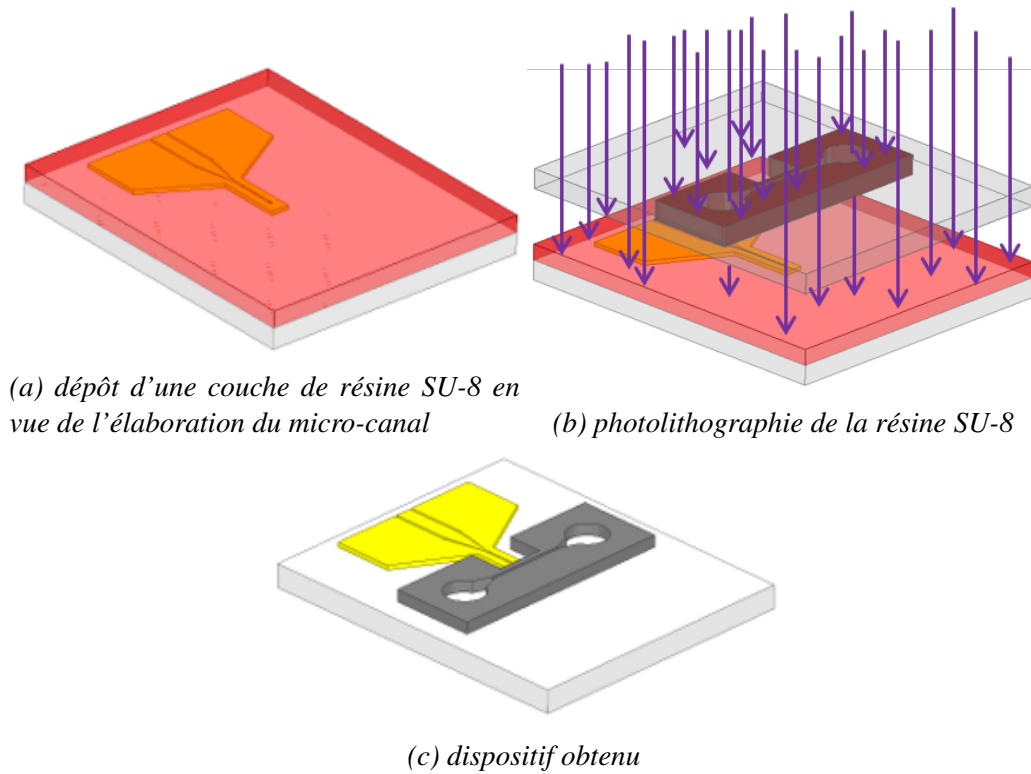 (a) dépôt d'une couche de résine SU-8 en
vue de l'élaboration du micro-canal
(b) photolithographie de la résine SU-8
(c) dispositif obtenu